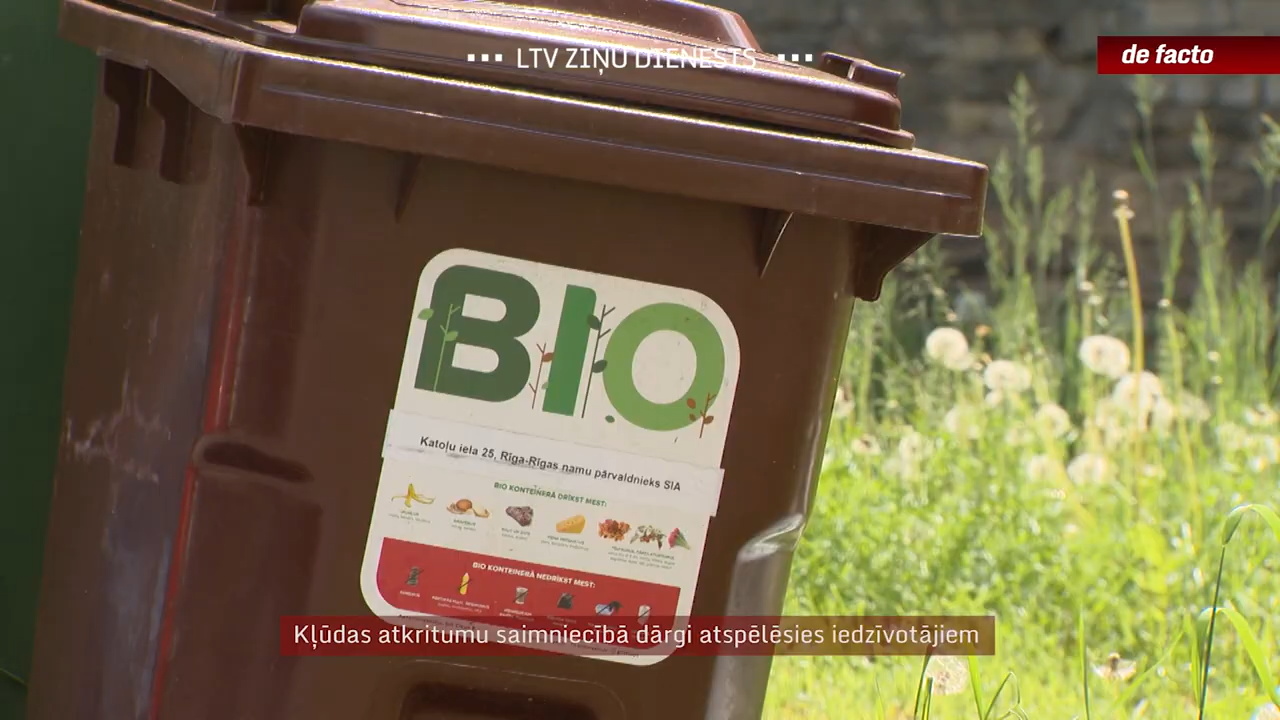 LTV ZIŅU DIENESTS
de facto
BIO
Katoļu iela 25, Rīga-Rīgas namu pārvaldnieks SIA
BIO KONTEINERĀ DRĪKST MEST:
BIO KONTEINERĀ NEDRĪKST MEST:
Kļūdas atkritumu saimniecībā dārgi atspēlēsies iedzīvotājiem